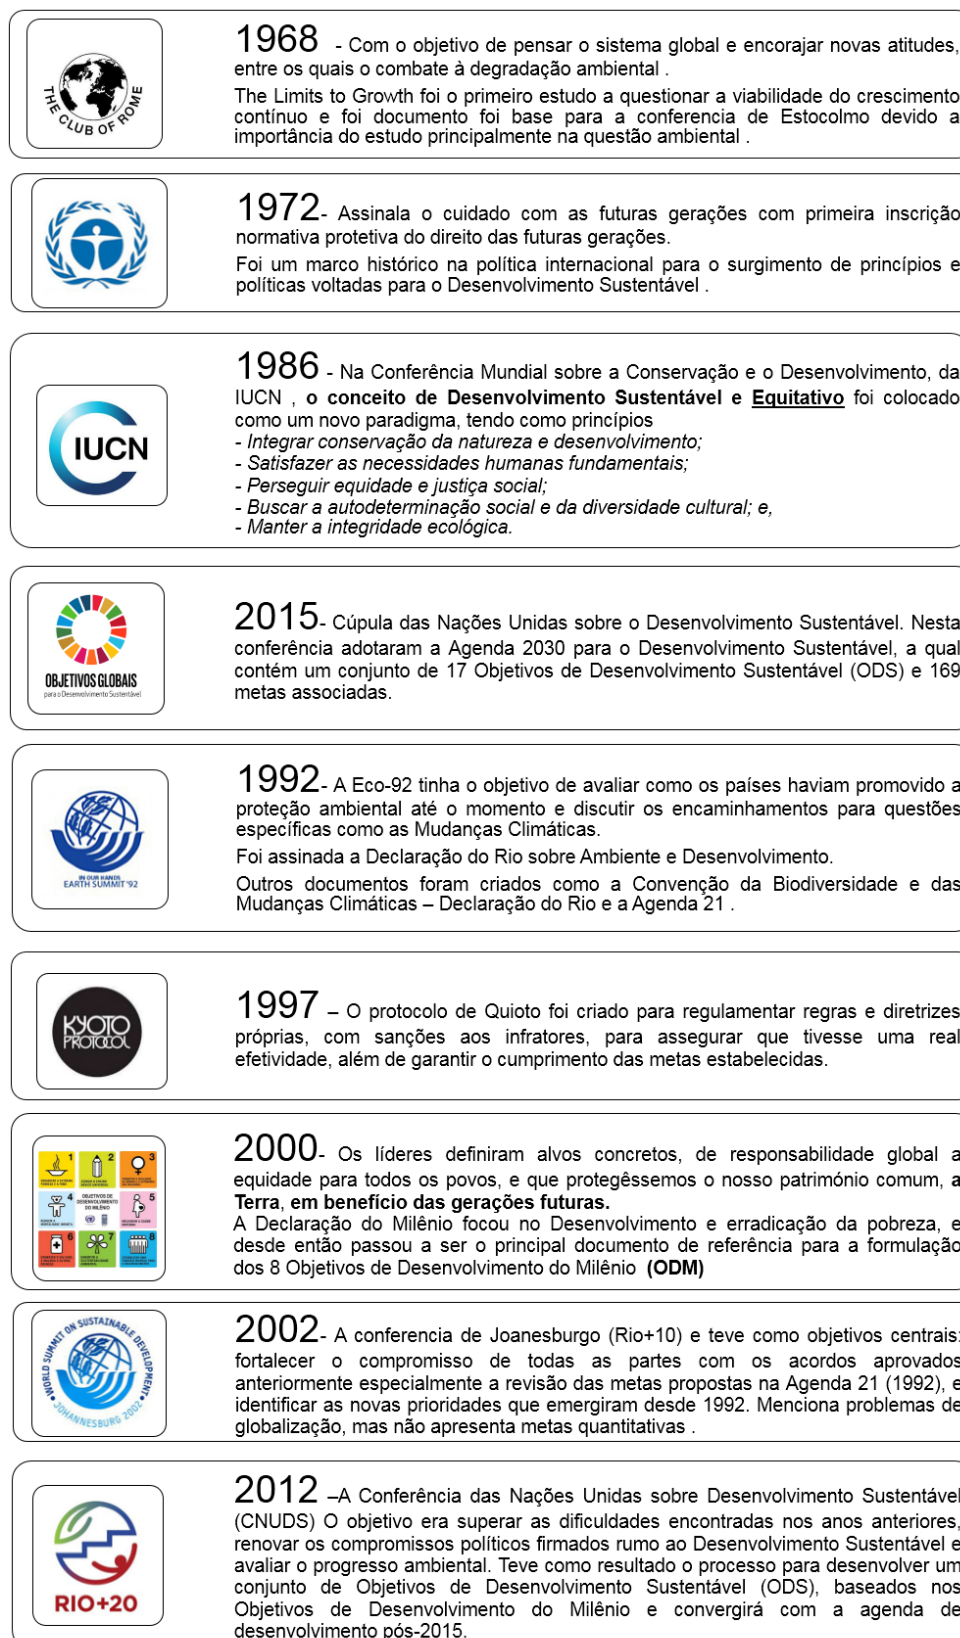 THE CLUB OF ROME
1968 - Com o objetivo de pensar o sistema global e encorajar novas atitudes,
entre os quais o combate à degradação ambiental .
The Limits to Growth foi o primeiro estudo a questionar a viabilidade do crescimento
contínuo e foi documento foi base para a conferencia de Estocolmo devido a
importância do estudo principalmente na questão ambiental .
1972- Assinala o cuidado com as futuras gerações com primeira inscrição
normativa protetiva do direito das futuras gerações.
Foi um marco histórico na política internacional para o surgimento de princípios e
políticas voltadas para o Desenvolvimento Sustentável .
IUCN
1986 - Na Conferência Mundial sobre a Conservação e o Desenvolvimento, da
IUCN , o conceito de Desenvolvimento Sustentável e Equitativo foi colocado
como um novo paradigma, tendo como princípios
- Integrar conservação da natureza e desenvolvimento;
- Satisfazer as necessidades humanas fundamentais;
- Perseguir equidade e justiça social;
- Buscar a autodeterminação social e da diversidade cultural; e,
- Manter a integridade ecológica.
OBJETIVOS GLOBAIS
para o Desenvolvimento Sustentável
2015- Cúpula das Nações Unidas sobre o Desenvolvimento Sustentável. Nesta
conferência adotaram a Agenda 2030 para o Desenvolvimento Sustentável, a qual
contém um conjunto de 17 Objetivos de Desenvolvimento Sustentável (ODS) e 169
metas associadas.
IN OUR HANDS
EARTH SUMMIT '92
1992- A Eco-92 tinha o objetivo de avaliar como os países haviam promovido a
proteção ambiental até o momento e discutir os encaminhamentos para questões
específicas como as Mudanças Climáticas.
Foi assinada a Declaração do Rio sobre Ambiente e Desenvolvimento.
Outros documentos foram criados como a Convenção da Biodiversidade e das
Mudanças Climáticas – Declaração do Rio e a Agenda 21 .
KYOTO
PROTOCOL
1997 – O protocolo de Quioto foi criado para regulamentar regras e diretrizes
próprias, com sanções aos infratores, para assegurar que tivesse uma real
efetividade, além de garantir o cumprimento das metas estabelecidas.
1 2 3
4 OBJETIVOS DE DESENVOLVIMENTO DO MILÊNIO 5
6 7 8
2000- Os líderes definiram alvos concretos, de responsabilidade global a
equidade para todos os povos, e que protegêssemos o nosso património comum, a
Terra, em benefício das gerações futuras.
A Declaração do Milênio focou no Desenvolvimento e erradicação da pobreza, e
desde então passou a ser o principal documento de referência para a formulação
dos 8 Objetivos de Desenvolvimento do Milênio (ODM)
WORLD SUMMIT ON SUSTAINABLE DEVELOPMENT
JOHANNESBURG 2002
2002- A conferencia de Joanesburgo (Rio+10) e teve como objetivos centrais:
fortalecer o compromisso de todas as partes com os acordos aprovados
anteriormente especialmente a revisão das metas propostas na Agenda 21 (1992), e
identificar as novas prioridades que emergiram desde 1992. Menciona problemas de
globalização, mas não apresenta metas quantitativas .
RIO+20
2012 –A Conferência das Nações Unidas sobre Desenvolvimento Sustentável
(CNUDS) O objetivo era superar as dificuldades encontradas nos anos anteriores,
renovar os compromissos políticos firmados rumo ao Desenvolvimento Sustentável e
avaliar o progresso ambiental. Teve como resultado o processo para desenvolver um
conjunto de Objetivos de Desenvolvimento Sustentável (ODS), baseados nos
Objetivos de Desenvolvimento do Milênio e convergirá com a agenda de
desenvolvimento pós-2015.